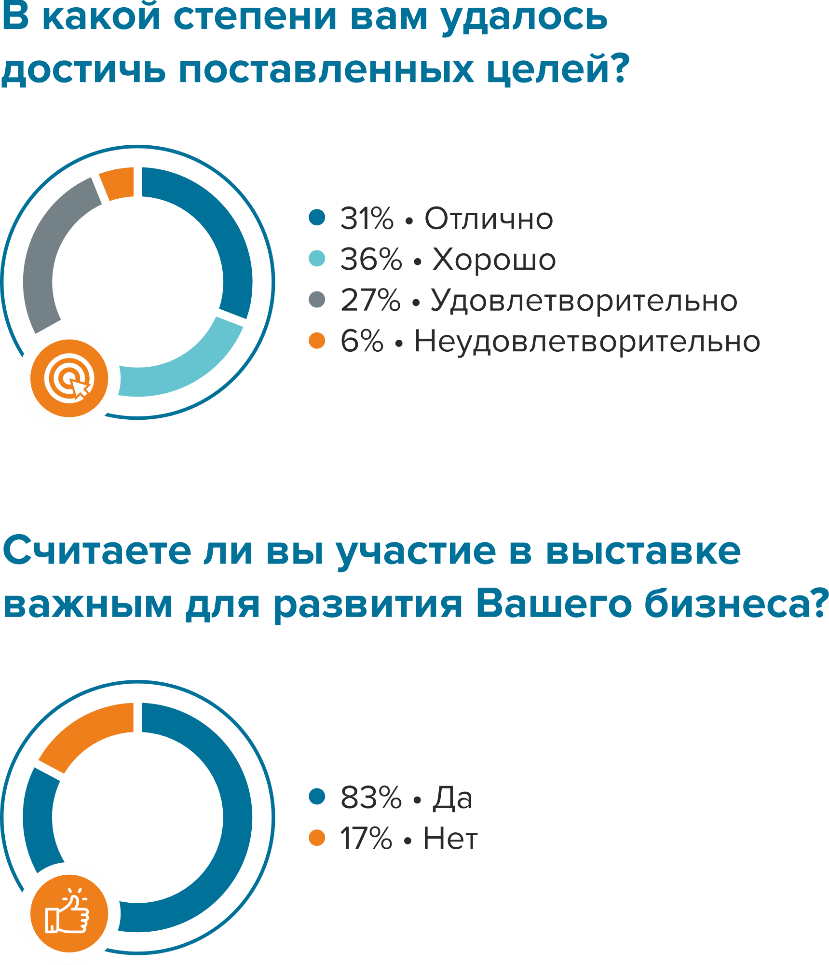 В какой степени вам удалось
достичь поставленных целей?
31% • Отлично
36% • Хорошо
27% • Удовлетворительно
6% • Неудовлетворительно
Считаете ли вы участие в выставке
важным для развития Вашего бизнеса?
83% • Да
17% • Нет